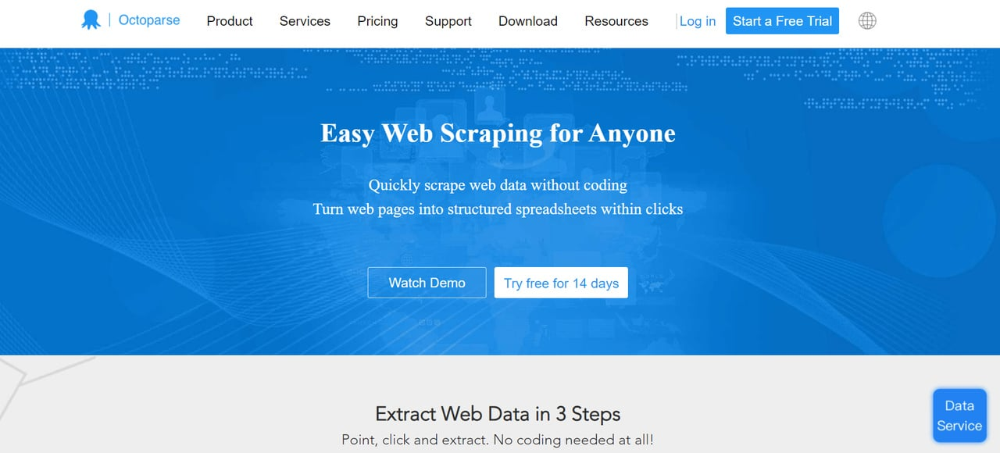 Octoparse
Product
Services
Pricing
Support
Download
Resources
Log in
Start a Free Trial
Easy Web Scraping for Anyone
Quickly scrape web data without coding
Turn web pages into structured spreadsheets within clicks
Watch Demo
Try free for 14 days
Extract Web Data in 3 Steps
Point, click and extract. No coding needed at all!
Data
Service